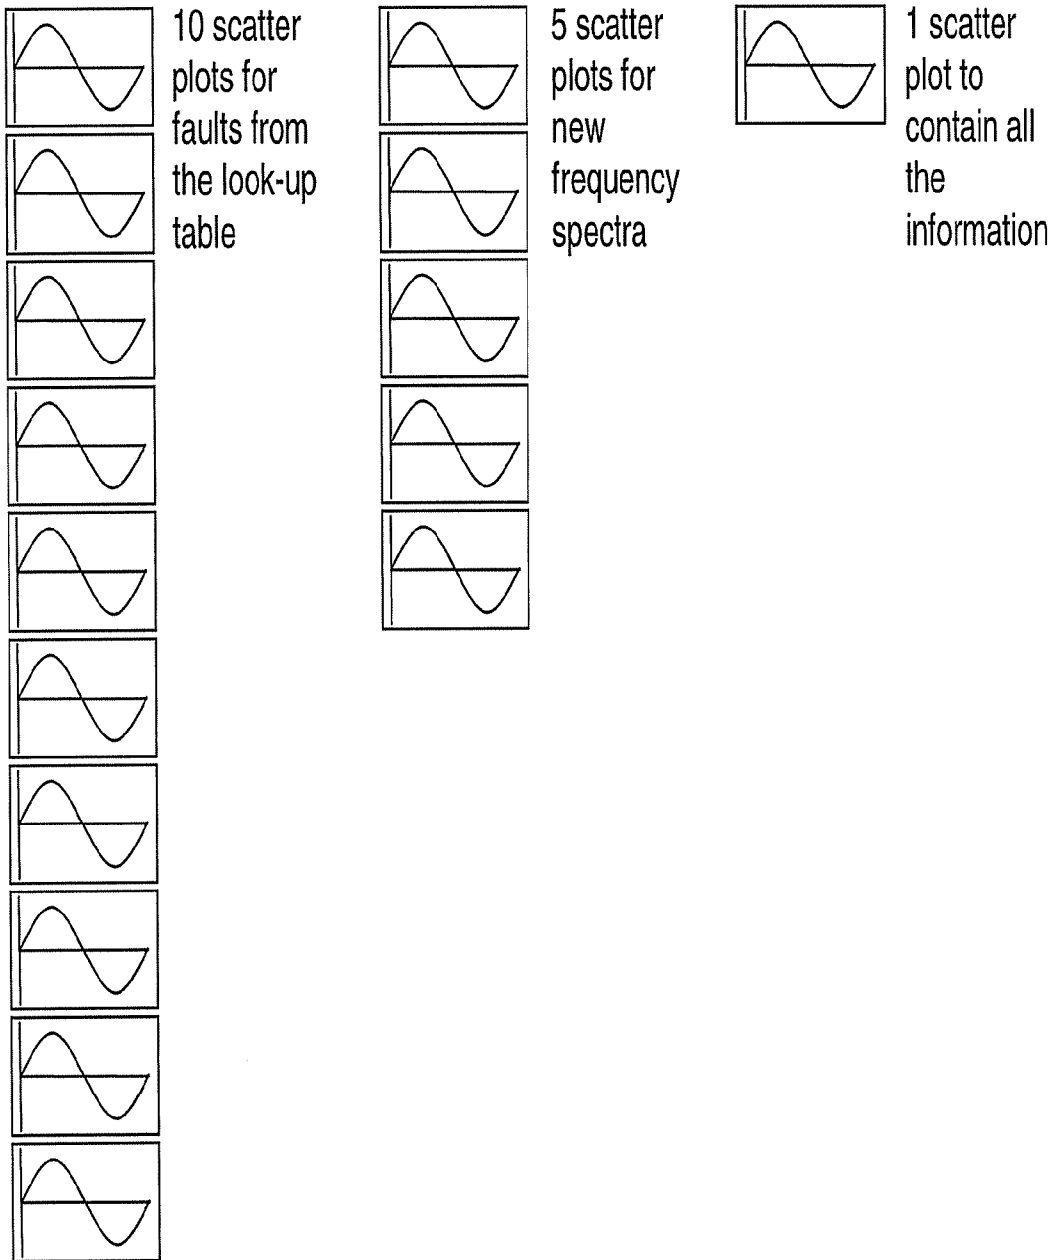 10 scatter
plots for
faults from
the look-up
table
5 scatter
plots for
new
frequency
spectra
1 scatter
plot to
contain all
the
information